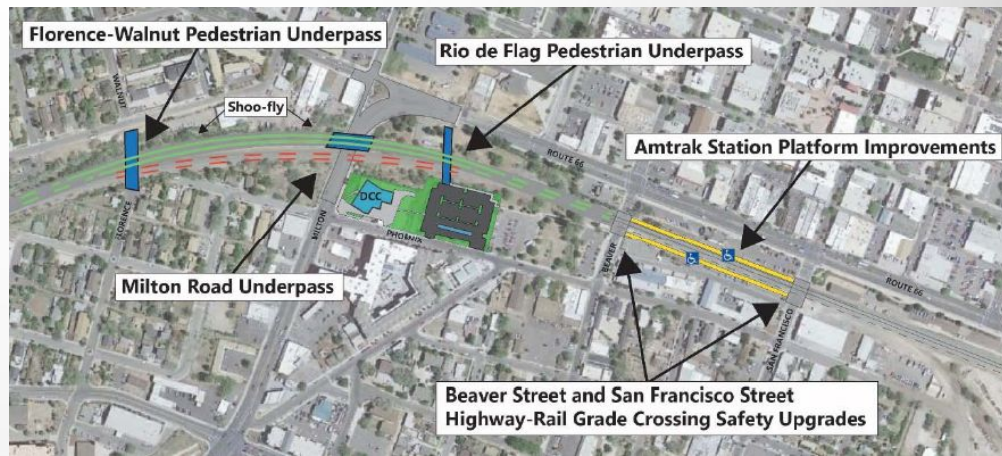 Florence-Walnut Pedestrian Underpass
Rio de Flag Pedestrian Underpass
WALNUT
Shoo-fly
ROUTE 66
Amtrak Station Platform Improvements
DCC
FLORENCE
MILTON
PHOENIX
BEAVER
ROUTE 66
Milton Road Underpass
SAN FRANCISCO
Beaver Street and San Francisco Street
Highway-Rail Grade Crossing Safety Upgrades